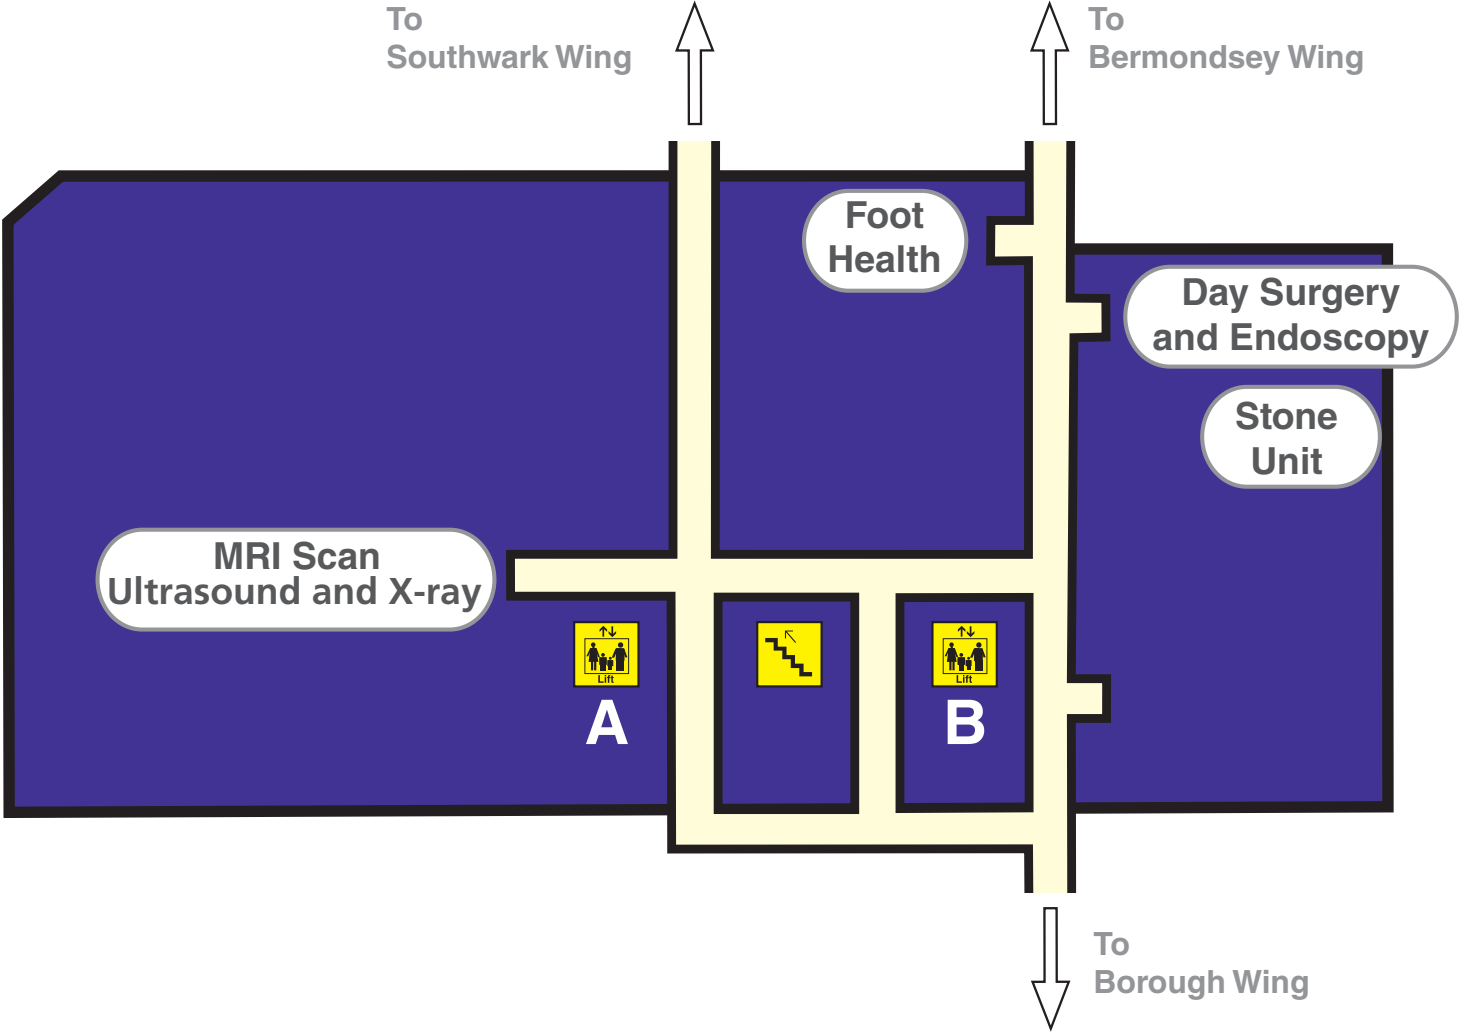 To
Southwark Wing
To
Bermondsey Wing
Foot
Health
Day Surgery
and Endoscopy
Stone
Unit
MRI Scan
Ultrasound and X-ray
Lift
A
Lift
B
To
Borough Wing